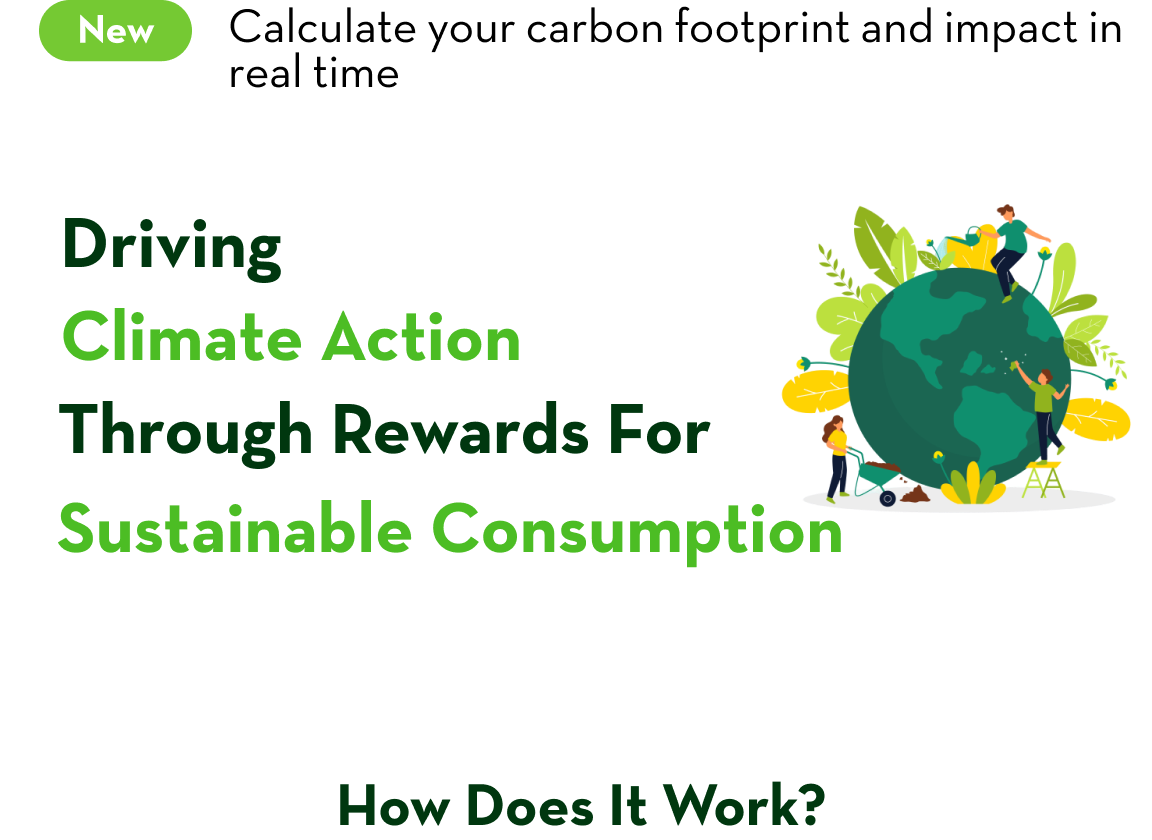 New
Calculate your carbon footprint and impact in
real time
Driving
Climate Action
Through Rewards For
Sustainable Consumption
How Does It Work?